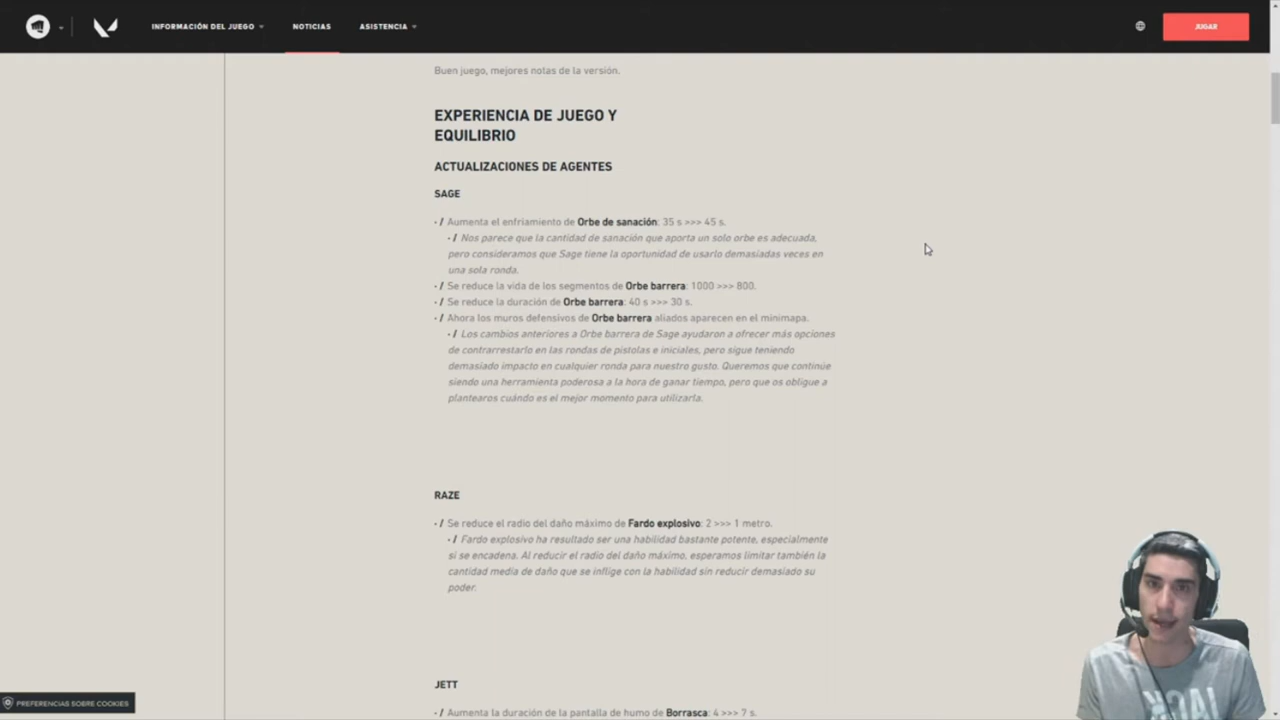 INFORMACIÓN DEL JUEGO
NOTICIAS
ASISTENCIA
JUGAR
Buen juego, mejores notas de la versión.
EXPERIENCIA DE JUEGO Y
EQUILIBRIO
ACTUALIZACIONES DE AGENTES
SAGE
· / Aumenta el enfriamiento de Orbe de sanación: 35 s >>> 45 s.
· / Nos parece que la cantidad de sanación que aporta un solo orbe es adecuada,
pero consideramos que Sage tiene la oportunidad de usarlo demasiadas veces en
una sola ronda.
· / Se reduce la vida de los segmentos de Orbe barrera: 1000 >>> 800.
· / Se reduce la duración de Orbe barrera: 40 s >>> 30 s.
· / Ahora los muros defensivos de Orbe barrera aliados aparecen en el minimapa.
· / Los cambios anteriores a Orbe barrera de Sage ayudaron a ofrecer más opciones
de contrarrestarlo en las rondas de pistolas e iniciales, pero sigue teniendo
demasiado impacto en cualquier ronda para nuestro gusto. Queremos que continúe
siendo una herramienta poderosa a la hora de ganar tiempo, pero que os obligue a
plantearos cuándo es el mejor momento para utilizarla.
RAZE
· / Se reduce el radio del daño máximo de Fardo explosivo: 2 >>> 1 metro.
· / Fardo explosivo ha resultado ser una habilidad bastante potente, especialmente
si se encadena. Al reducir el radio del daño máximo, esperamos limitar también la
cantidad media de daño que se inflige con la habilidad sin reducir demasiado su
poder.
JETT
· / Aumenta la duración de la pantalla de humo de Borrasca: 4 >>> 7 s.
PREFERENCIAS SOBRE COOKIES